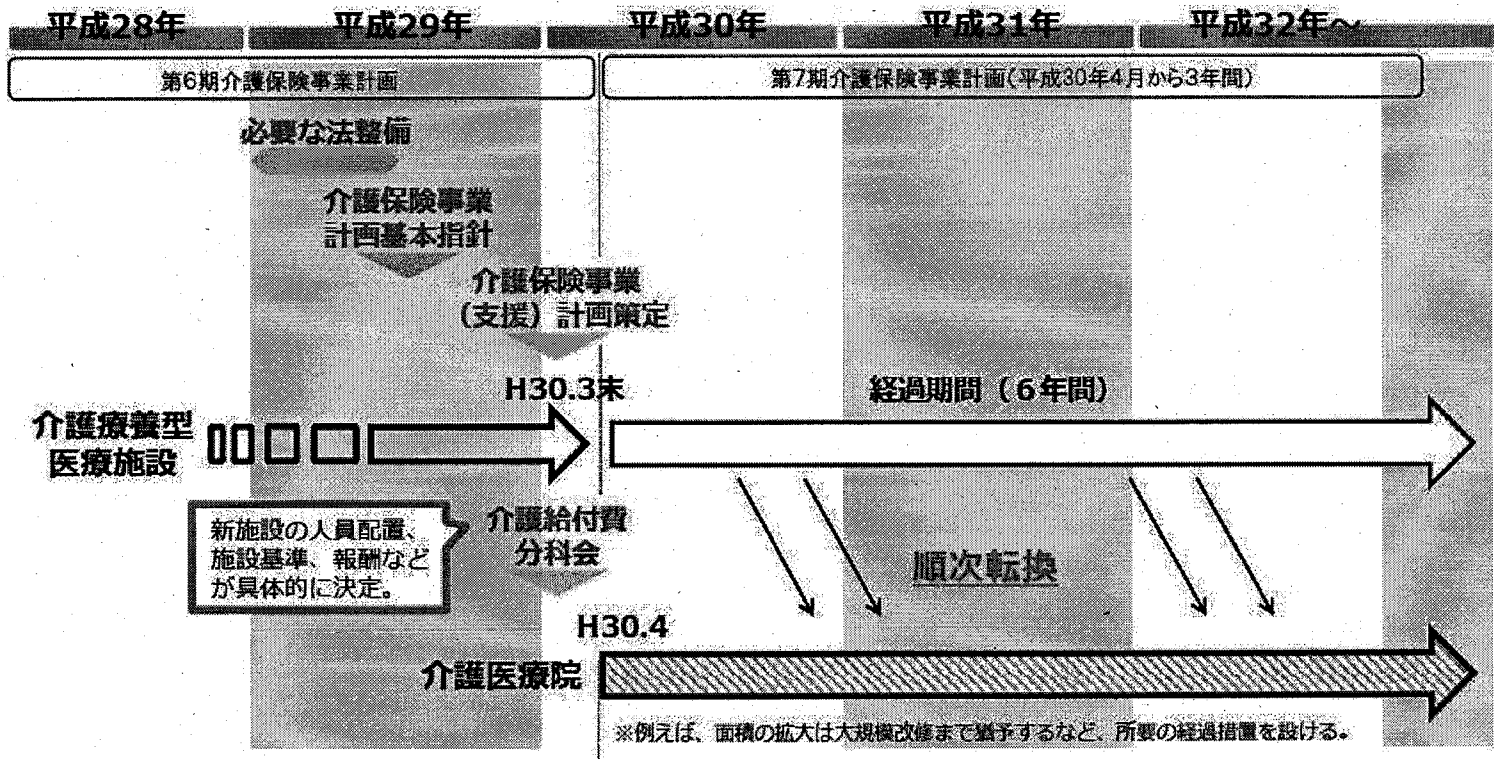 平成28年
平成29年
平成30年
平成31年
平成32年～
第6期介護保険事業計画
第7期介護保険事業計画(平成30年4月から3年間)
必要な法整備
介護保険事業
計画基本指針
介護保険事業
（支援）計画策定
H30.3末
経過期間（６年間）
介護療養型
医療施設
新施設の人員配置、
施設基準、報酬など
が具体的に決定。
介護給付費
分科会
順次転換
H30.4
介護医療院
※例えば、面積の拡大は大規模改修まで猶予するなど、所要の経過措置を設ける。